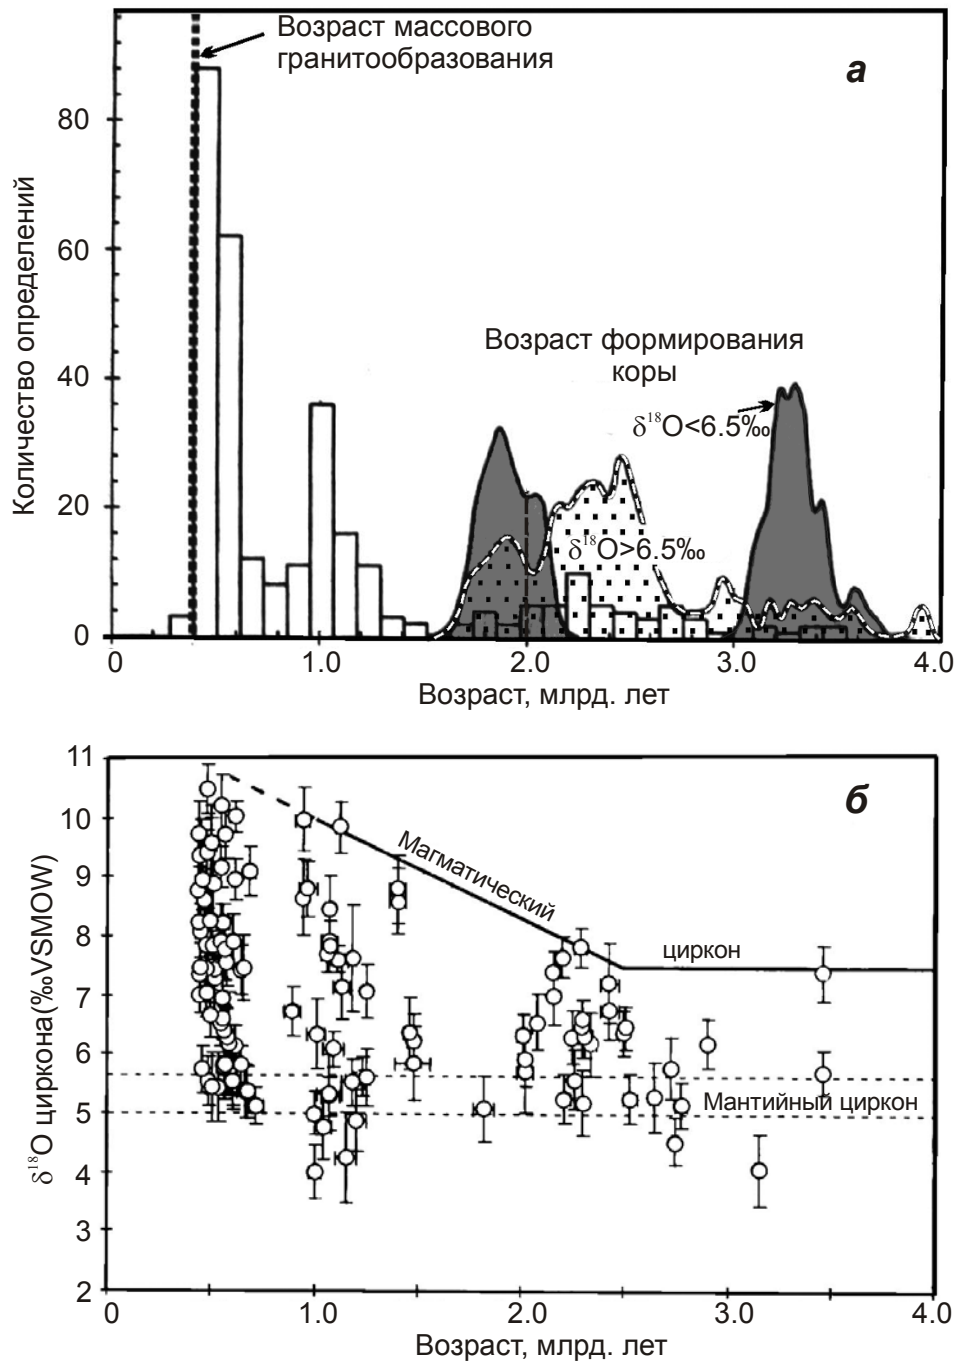 Возраст массового
гранитообразования
а
80
60
40
20
0
Количество определений
Возраст формирования
коры
δ¹⁸O<6.5‰
δ¹⁸O>6.5‰
0 1.0 2.0 3.0 4.0
Возраст, млрд. лет
11
10
9
8
7
6
5
4
3
2
δ¹⁸O циркона(‰VSMOW)
б
Магматический
циркон
Мантийный циркон
0 1.0 2.0 3.0 4.0
Возраст, млрд. лет